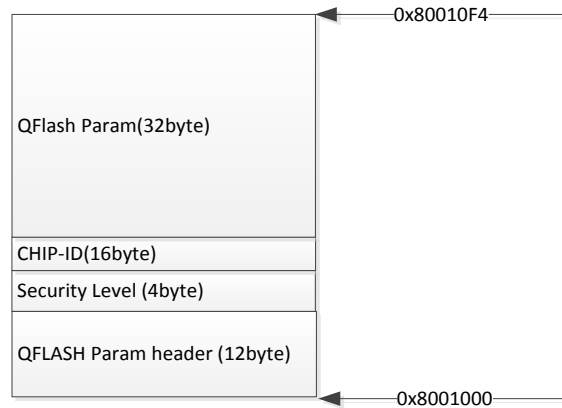 0x80010F4
QFlash Param(32byte)
CHIP-ID(16byte)
Security Level (4byte)
QFLASH Param header (12byte)
0x8001000